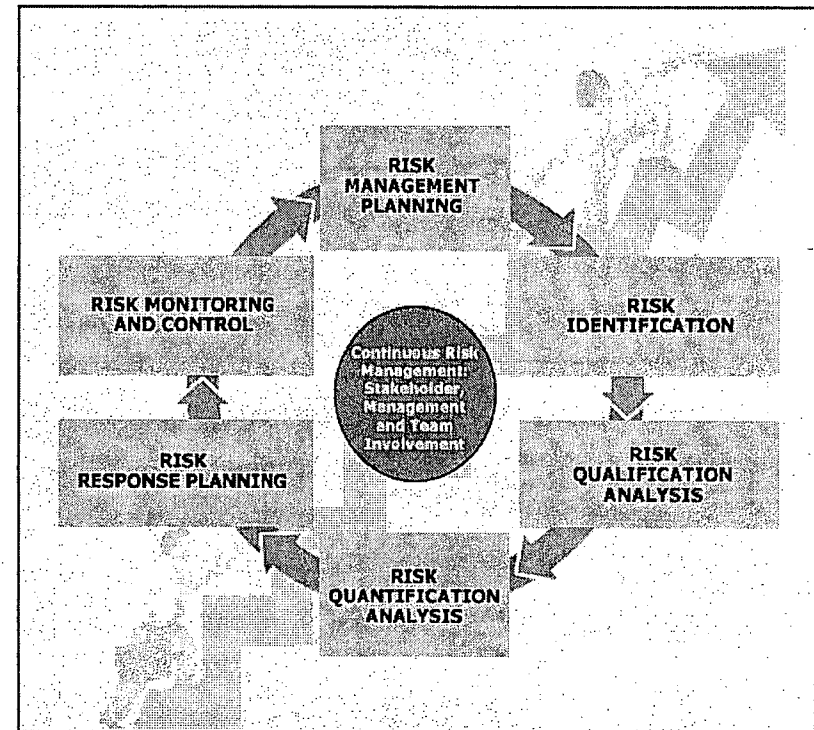 RISK
MANAGEMENT
PLANNING
RISK
IDENTIFICATION
RISK
QUALIFICATION
ANALYSIS
RISK
QUANTIFICATION
ANALYSIS
RISK
RESPONSE PLANNING
RISK MONITORING
AND CONTROL
Continuous Risk
Management:
Stakeholder,
Management
and Team
Involvement